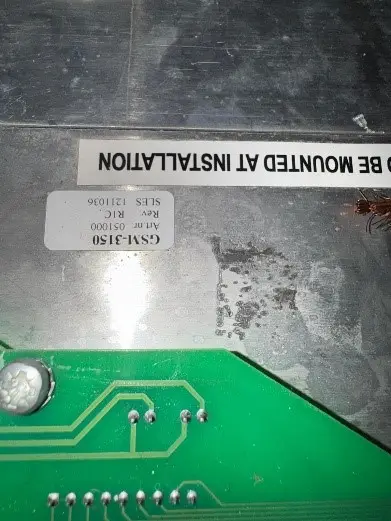 O BE MOUNTED AT INSTALLATION
GSM-3150
Art.nr 051000
Rev R1C.
SLES 1211036